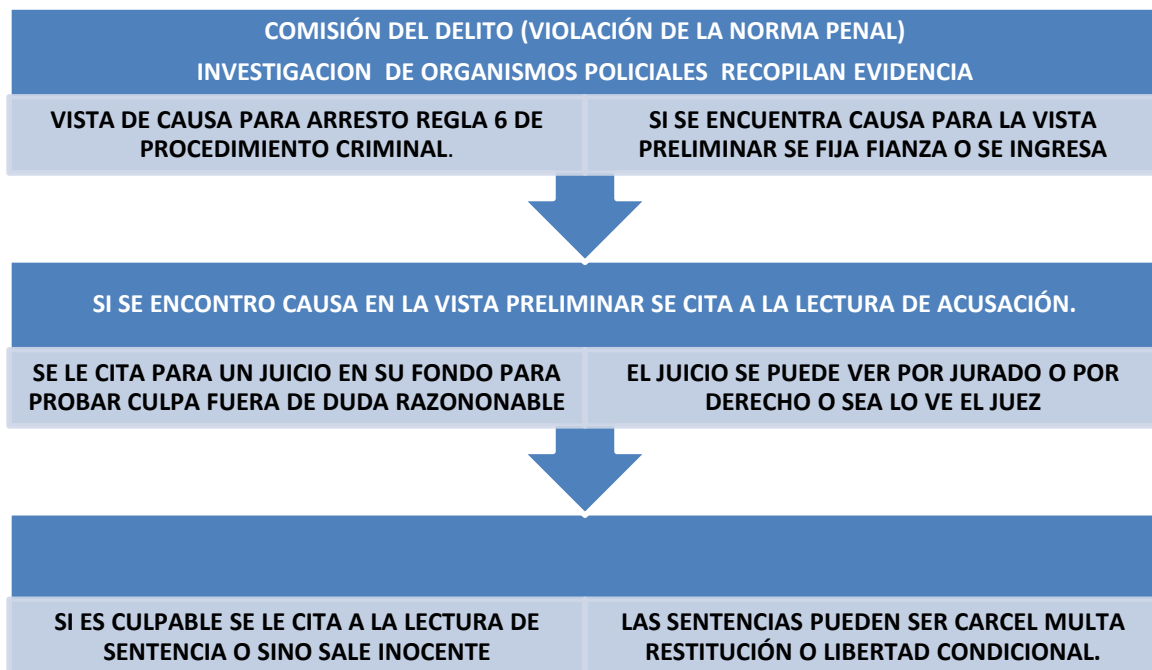 COMISIÓN DEL DELITO (VIOLACIÓN DE LA NORMA PENAL)
INVESTIGACION DE ORGANISMOS POLICIALES RECOPILAN EVIDENCIA
VISTA DE CAUSA PARA ARRESTO REGLA 6 DE
PROCEDIMIENTO CRIMINAL.
SI SE ENCUENTRA CAUSA PARA LA VISTA
PRELIMINAR SE FIJA FIANZA O SE INGRESA
SI SE ENCONTRO CAUSA EN LA VISTA PRELIMINAR SE CITA A LA LECTURA DE ACUSACIÓN.
SE LE CITA PARA UN JUICIO EN SU FONDO PARA
PROBAR CULPA FUERA DE DUDA RAZONONABLE
EL JUICIO SE PUEDE VER POR JURADO O POR
DERECHO O SEA LO VE EL JUEZ
SI ES CULPABLE SE LE CITA A LA LECTURA DE
SENTENCIA O SINO SALE INOCENTE
LAS SENTENCIAS PUEDEN SER CARCEL MULTA
RESTITUCIÓN O LIBERTAD CONDICIONAL.